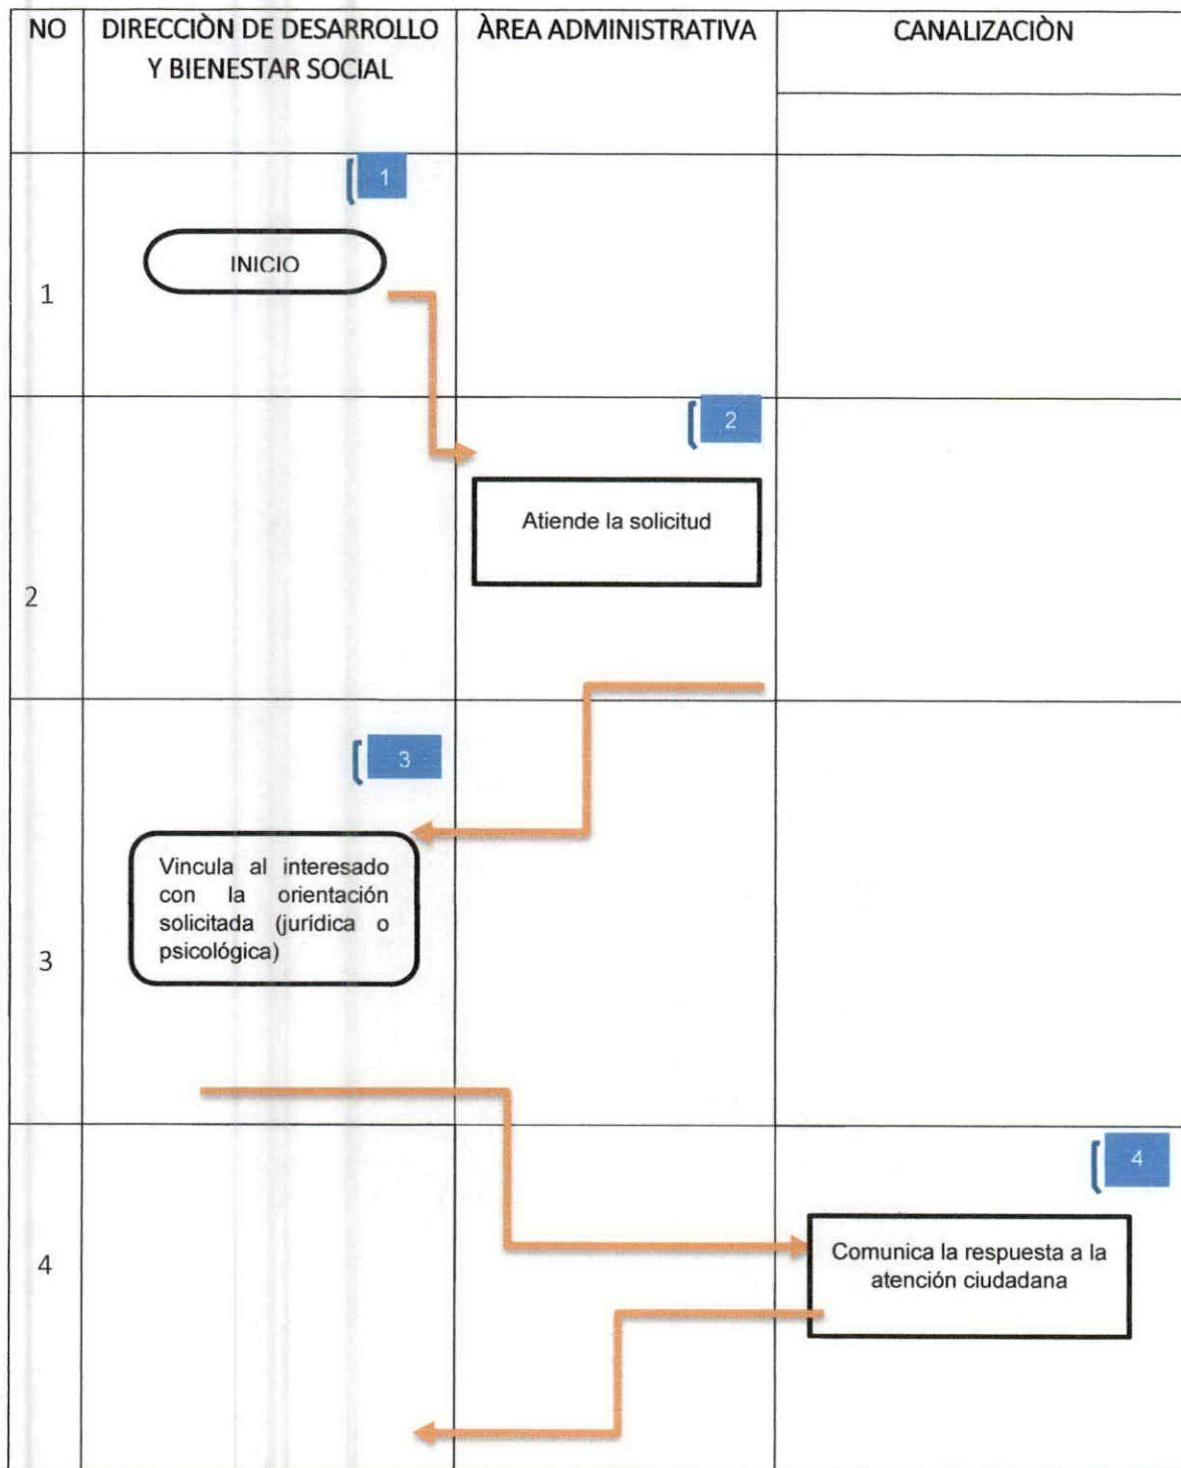 NO
DIRECCIÒN DE DESARROLLO
Y BIENESTAR SOCIAL
ÀREA ADMINISTRATIVA
CANALIZACIÒN
1
1
INICIO
2
2
Atiende la solicitud
3
3
Vincula al interesado
con la orientación
solicitada (jurídica o
psicológica)
4
4
Comunica la respuesta a la
atención ciudadana